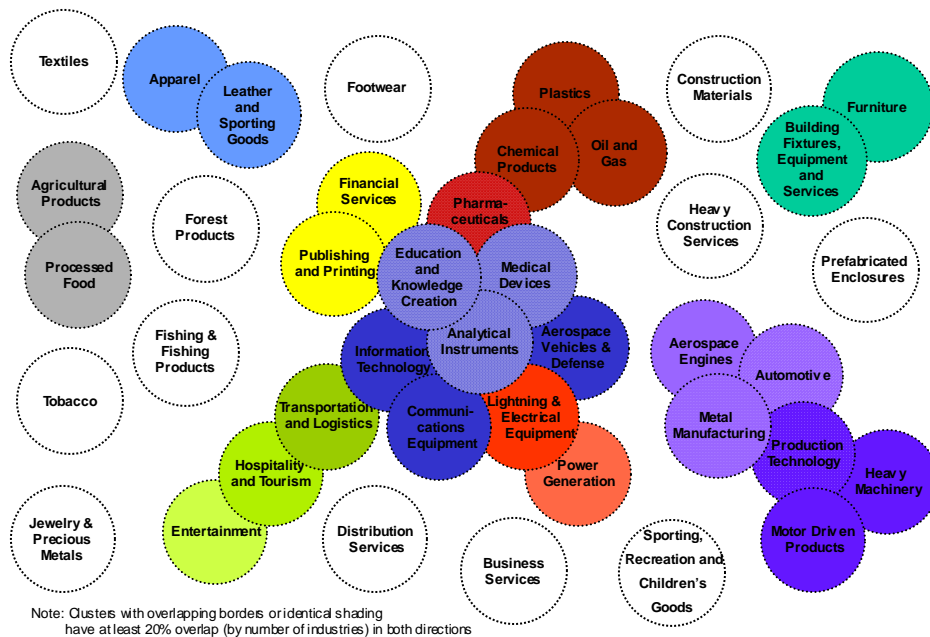 Textiles
Apparel
Leather and
Sporting
Goods
Footwear
Plastics
Oil and
Gas
Chemical
Products
Construction
Materials
Furniture
Building
Fixtures,
Equipment
and
Services
Agricultural
Products
Processed
Food
Forest
Products
Financial
Services
Publishing
and Printing
Pharma-
ceuticals
Education
and
Knowledge
Creation
Medical
Devices
Heavy
Construction
Services
Prefabricated
Enclosures
Fishing &
Fishing
Products
Tobacco
Information
Technology
Analytical
Instruments
Aerospace
Vehicles &
Defense
Aerospace
Engines
Automotive
Transportation
and Logistics
Communi-
cations
Equipment
Lightning &
Electrical
Equipment
Metal
Manufacturing
Production
Technology
Heavy
Machinery
Hospitality
and Tourism
Power
Generation
Entertainment
Jewelry &
Precious
Metals
Distribution
Services
Business
Services
Sporting,
Recreation and
Children's
Goods
Motor Driven
Products
Note: Clusters with overlapping borders or identical shading
have at least 20% overlap (by number of industries) in both directions